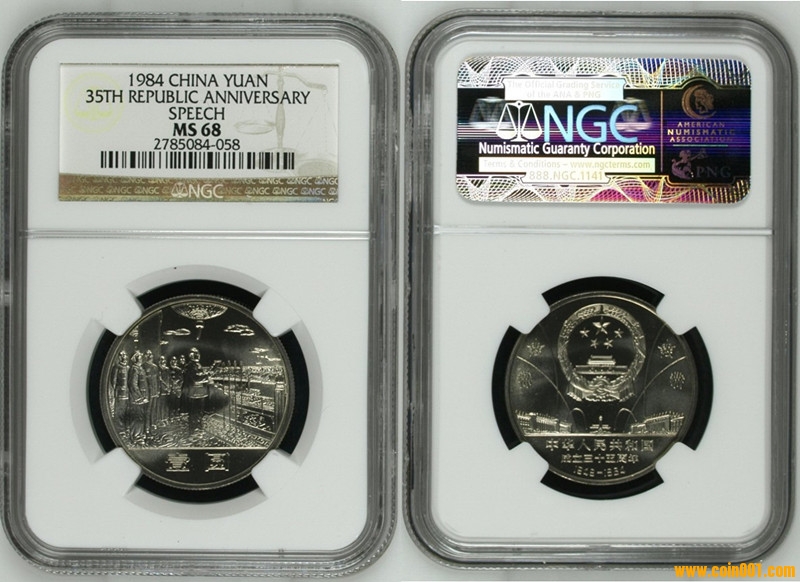 1984 CHINA YUAN
35TH REPUBLIC ANNIVERSARY
SPEECH
MS 68
2785084-058
NGC
壹圆
The Official Grading Service
of the ANA & PNG
NGC
Numismatic Guaranty Corporation
Terms & Conditions – www.ngcterms.com
888.NGC.1141
AMERICAN
NUMISMATIC
ASSOCIATION
PNG
中华人民共和国
成立三十五周年
1949-1984
www.coin001.com